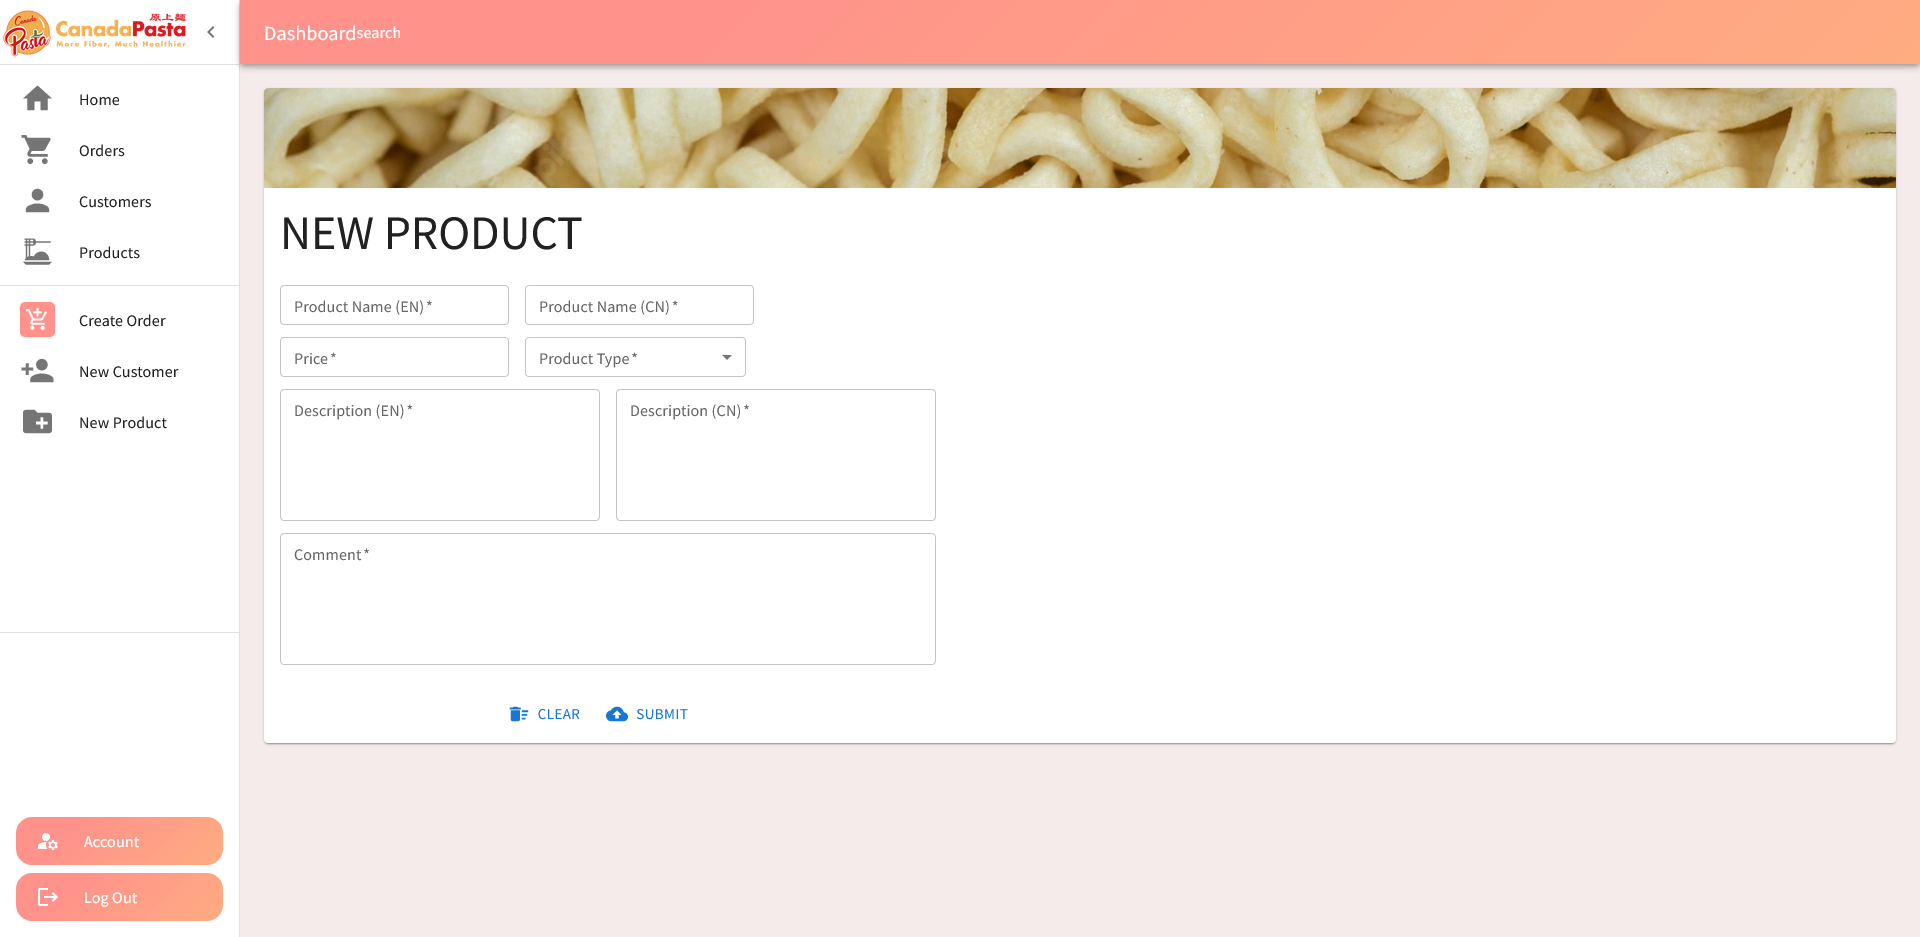 Canada
Pasta
原上麵
CanadaPasta
More Fiber, Much Healthier
Dashboardsearch
Home
Orders
Customers
Products
Create Order
New Customer
New Product
Account
Log Out
NEW PRODUCT
Product Name (EN) * Product Name (CN) *
Price * Product Type *
Description (EN) * Description (CN) *
Comment *
CLEAR SUBMIT